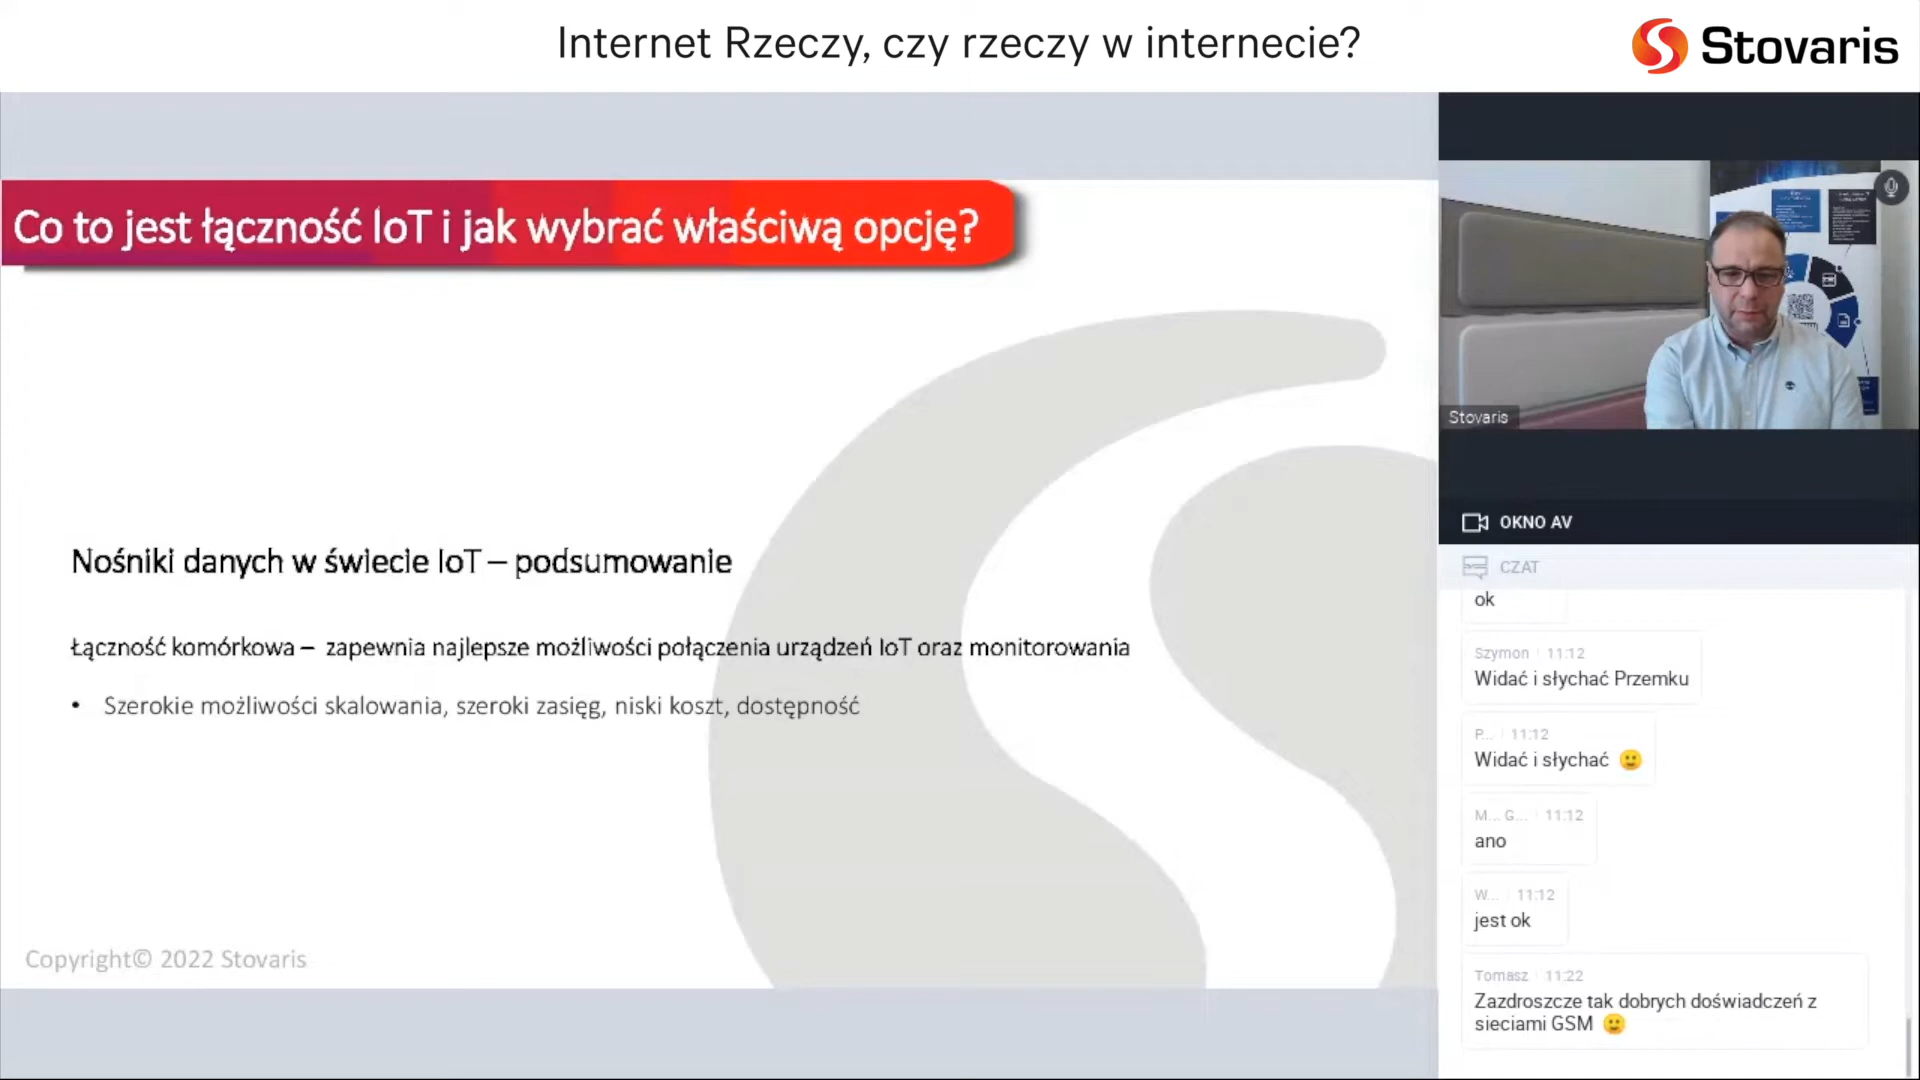 Internet Rzeczy, czy rzeczy w internecie?
Stovaris
Co to jest łączność IoT i jak wybrać właściwą opcję?
Nośniki danych w świecie IoT – podsumowanie
Łączność komórkowa – zapewnia najlepsze możliwości połączenia urządzeń IoT oraz monitorowania
• Szerokie możliwości skalowania, szeroki zasięg, niski koszt, dostępność
Copyright© 2022 Stovaris
Stovaris
OKNO AV
CZAT
ok
Szymon 11:12
Widać i słychać Przemku
P... 11:12
Widać i słychać 🙂
M... G... 11:12
ano
W... 11:12
jest ok
Tomasz 11:22
Zazdroszcze tak dobrych doświadczeń z
sieciami GSM 🙂